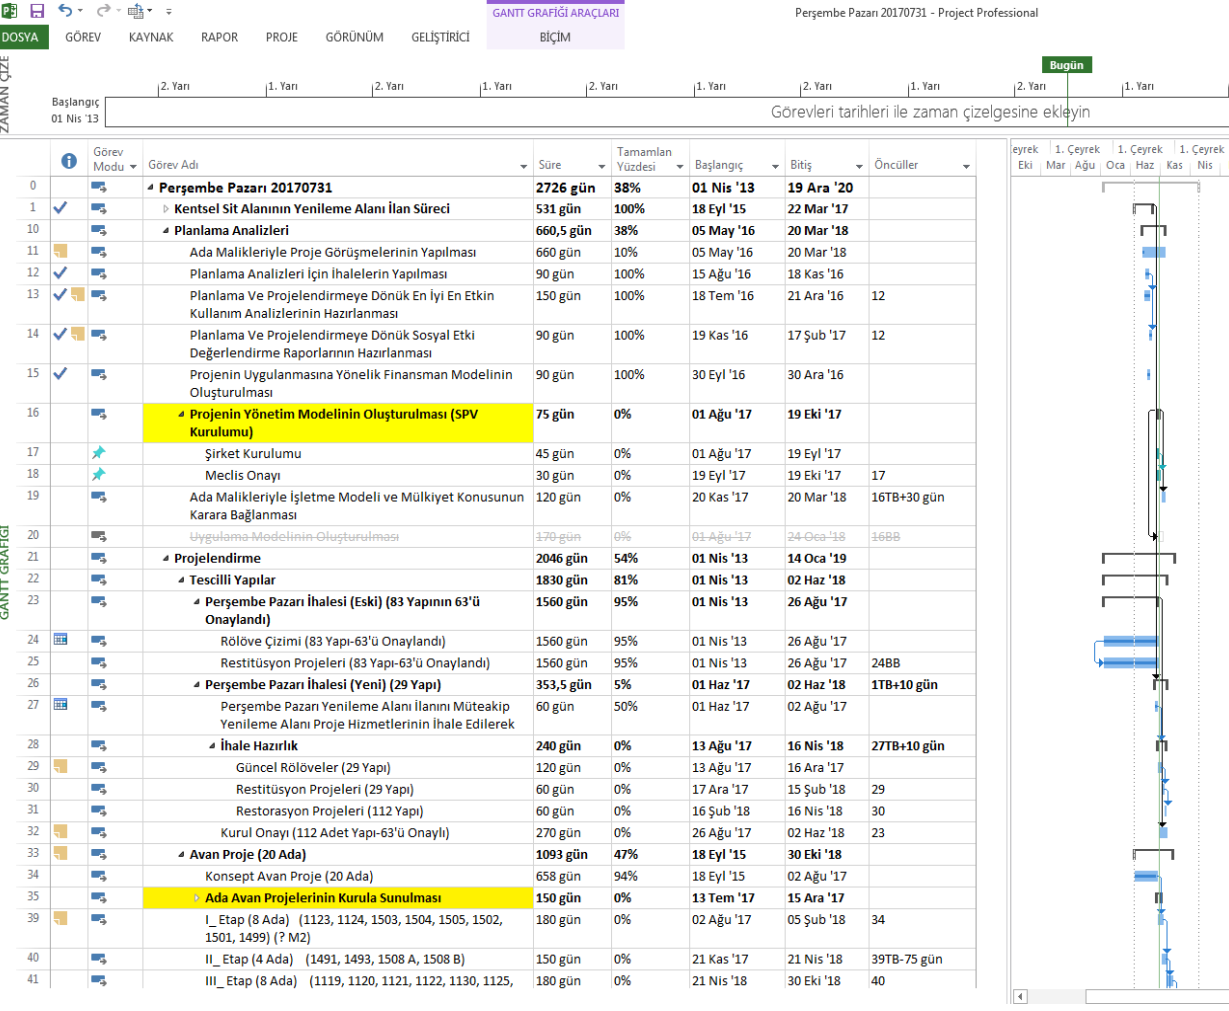 Perşembe Pazarı 20170731 - Project Professional
GANTT GRAFİĞİ ARAÇLARI
DOSYA GÖREV KAYNAK RAPOR PROJE GÖRÜNÜM GELİŞTİRİCİ BİÇİM
Bugün
2. Yarı 1. Yarı 2. Yarı 1. Yarı 2. Yarı 1. Yarı 2. Yarı 1. Yarı 2. Yarı 1. Yarı
ZAMAN ÇİZE
Başlangıç
01 Nis '13
Görevleri tarihleri ile zaman çizelgesine ekleyin
GANTT GRAFİĞİ
Görev Modu Görev Adı Süre Tamamlan Yüzdesi Başlangıç Bitiş Öncüller
eyrek 1. Çeyrek 1. Çeyrek 1. Çeyrek
Eki Mar Ağu Oca Haz Kas Nis
0 Perşembe Pazarı 20170731 2726 gün 38% 01 Nis '13 19 Ara '20
1 Kentsel Sit Alanının Yenileme Alanı İlan Süreci 531 gün 100% 18 Eyl '15 22 Mar '17
10 Planlama Analizleri 660,5 gün 38% 05 May '16 20 Mar '18
11 Ada Malikleriyle Proje Görüşmelerinin Yapılması 660 gün 10% 05 May '16 20 Mar '18
12 Planlama Analizleri İçin İhalelerin Yapılması 90 gün 100% 15 Ağu '16 18 Kas '16
13 Planlama Ve Projelendirmeye Dönük En İyi En Etkin 150 gün 100% 18 Tem '16 21 Ara '16 12
Kullanım Analizlerinin Hazırlanması
14 Planlama Ve Projelendirmeye Dönük Sosyal Etki 90 gün 100% 19 Kas '16 17 Şub '17 12
Değerlendirme Raporlarının Hazırlanması
15 Projenin Uygulanmasına Yönelik Finansman Modelinin 90 gün 100% 30 Eyl '16 30 Ara '16
Oluşturulması
16 Projenin Yönetim Modelinin Oluşturulması (SPV 75 gün 0% 01 Ağu '17 19 Eki '17
Kurulumu)
17 Şirket Kurulumu 45 gün 0% 01 Ağu '17 19 Eyl '17
18 Meclis Onayı 30 gün 0% 19 Eyl '17 19 Eki '17 17
19 Ada Malikleriyle İşletme Modeli ve Mülkiyet Konusunun 120 gün 0% 20 Kas '17 20 Mar '18 16TB+30 gün
Karara Bağlanması
20 Uygulama Modelinin Oluşturulması 170 gün 0% 01 Ağu '17 24 Oca '18 16BB
21 Projelendirme 2046 gün 54% 01 Nis '13 14 Oca '19
22 Tescilli Yapılar 1830 gün 81% 01 Nis '13 02 Haz '18
23 Perşembe Pazarı İhalesi (Eski) (83 Yapının 63'ü 1560 gün 95% 01 Nis '13 26 Ağu '17
Onaylandı)
24 Rölöve Çizimi (83 Yapı-63'ü Onaylandı) 1560 gün 95% 01 Nis '13 26 Ağu '17
25 Restitüsyon Projeleri (83 Yapı-63'ü Onaylandı) 1560 gün 95% 01 Nis '13 26 Ağu '17 24BB
26 Perşembe Pazarı İhalesi (Yeni) (29 Yapı) 353,5 gün 5% 01 Haz '17 02 Haz '18 1TB+10 gün
27 Perşembe Pazarı Yenileme Alanı İlanını Müteakip 60 gün 50% 01 Haz '17 02 Ağu '17
Yenileme Alanı Proje Hizmetlerinin İhale Edilerek
28 İhale Hazırlık 240 gün 0% 13 Ağu '17 16 Nis '18 27TB+10 gün
29 Güncel Rölöveler (29 Yapı) 120 gün 0% 13 Ağu '17 16 Ara '17
30 Restitüsyon Projeleri (29 Yapı) 60 gün 0% 17 Ara '17 15 Şub '18 29
31 Restorasyon Projeleri (112 Yapı) 60 gün 0% 16 Şub '18 16 Nis '18 30
32 Kurul Onayı (112 Adet Yapı-63'ü Onaylı) 270 gün 0% 26 Ağu '17 02 Haz '18 23
33 Avan Proje (20 Ada) 1093 gün 47% 18 Eyl '15 30 Eki '18
34 Konsept Avan Proje (20 Ada) 658 gün 94% 18 Eyl '15 02 Ağu '17
35 Ada Avan Projelerinin Kurula Sunulması 150 gün 0% 13 Tem '17 15 Ara '17
39 I_ Etap (8 Ada) (1123, 1124, 1503, 1504, 1505, 1502, 180 gün 0% 02 Ağu '17 05 Şub '18 34
1501, 1499) (? M2)
40 II_ Etap (4 Ada) (1491, 1493, 1508 A, 1508 B) 150 gün 0% 21 Kas '17 21 Nis '18 39TB-75 gün
41 III_ Etap (8 Ada) (1119, 1120, 1121, 1122, 1130, 1125, 180 gün 0% 21 Nis '18 30 Eki '18 40